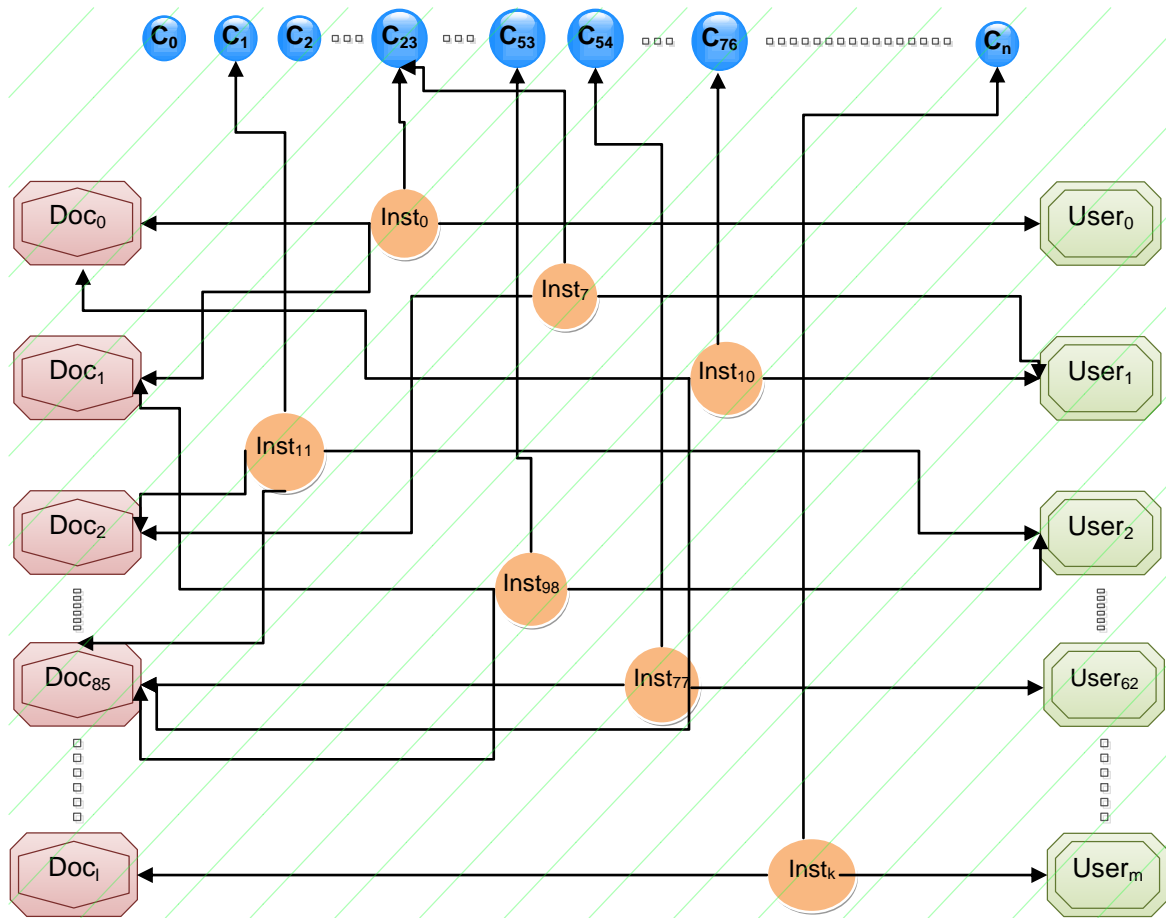 C₀ C₁ C₂ C₂₃ C₅₃ C₅₄ C₇₆ Cₙ
Doc₀ Inst₀ User₀
Inst₇
Doc₁ Inst₁₀ User₁
Inst₁₁
Doc₂ User₂
Inst₉₈
Doc₈₅ Inst₇₇ User₆₂
Docₗ Instₖ Userₘ